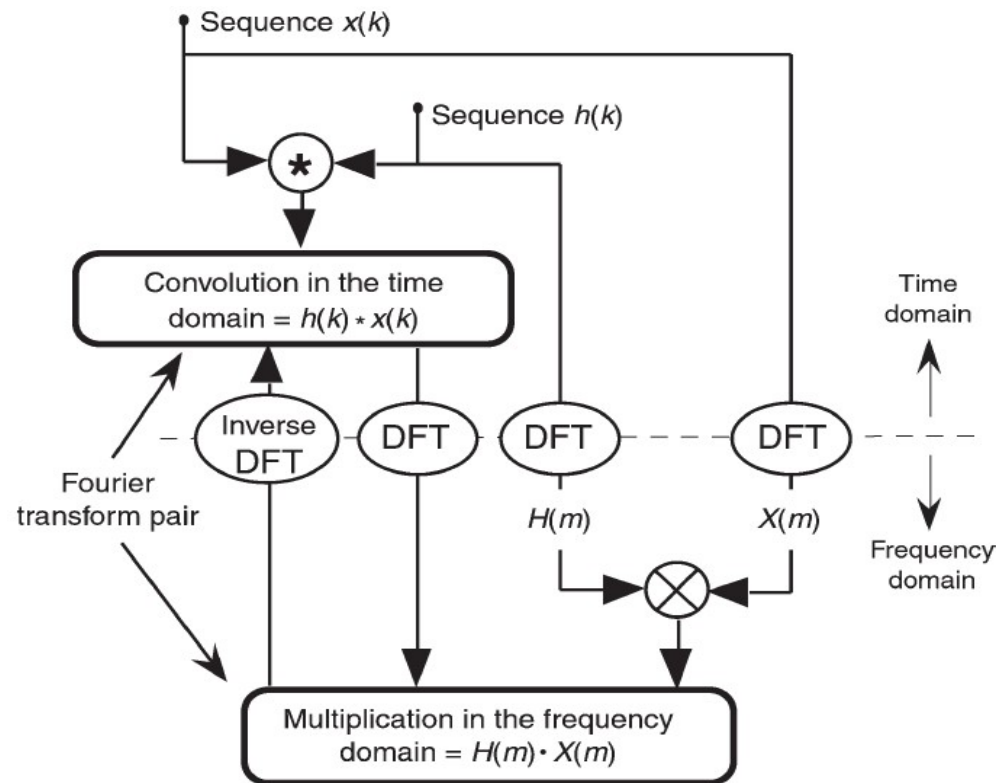 Sequence x(k)
Sequence h(k)
*
Convolution in the time
domain = h(k) * x(k)
Time
domain
Inverse
DFT
DFT
DFT
DFT
Fourier
transform pair
H(m)
X(m)
Frequency
domain
Multiplication in the frequency
domain = H(m) · X(m)